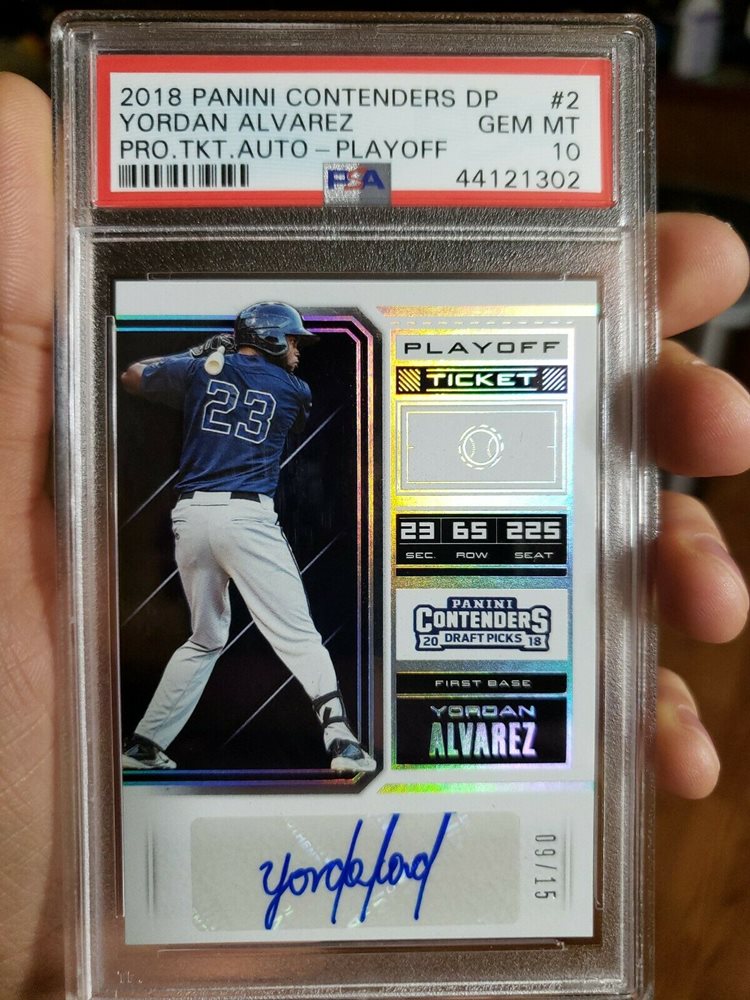 2018 PANINI CONTENDERS DP #2
YORDAN ALVAREZ GEM MT
PRO.TKT.AUTO-PLAYOFF 10
PSA 44121302
23
PLAYOFF
TICKET
23 65 225
SEC. ROW SEAT
PANINI
CONTENDERS
20 DRAFT PICKS 18
FIRST BASE
YORDAN
ALVAREZ
09/15